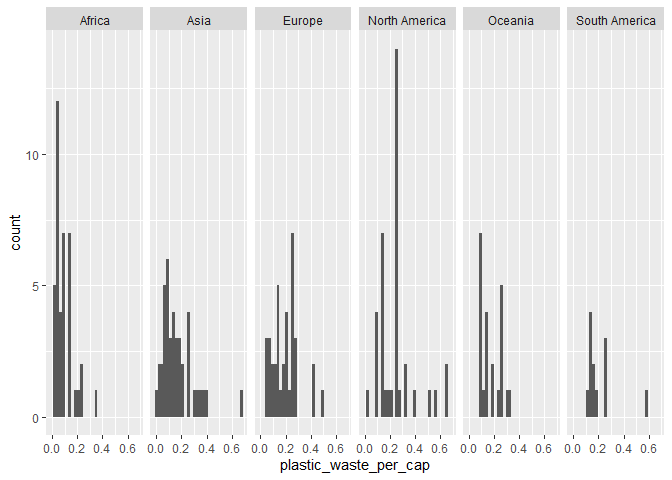 Africa Asia Europe North America Oceania South America
10
5
0
count
0.0 0.2 0.4 0.6 0.0 0.2 0.4 0.6 0.0 0.2 0.4 0.6 0.0 0.2 0.4 0.6 0.0 0.2 0.4 0.6 0.0 0.2 0.4 0.6
plastic_waste_per_cap